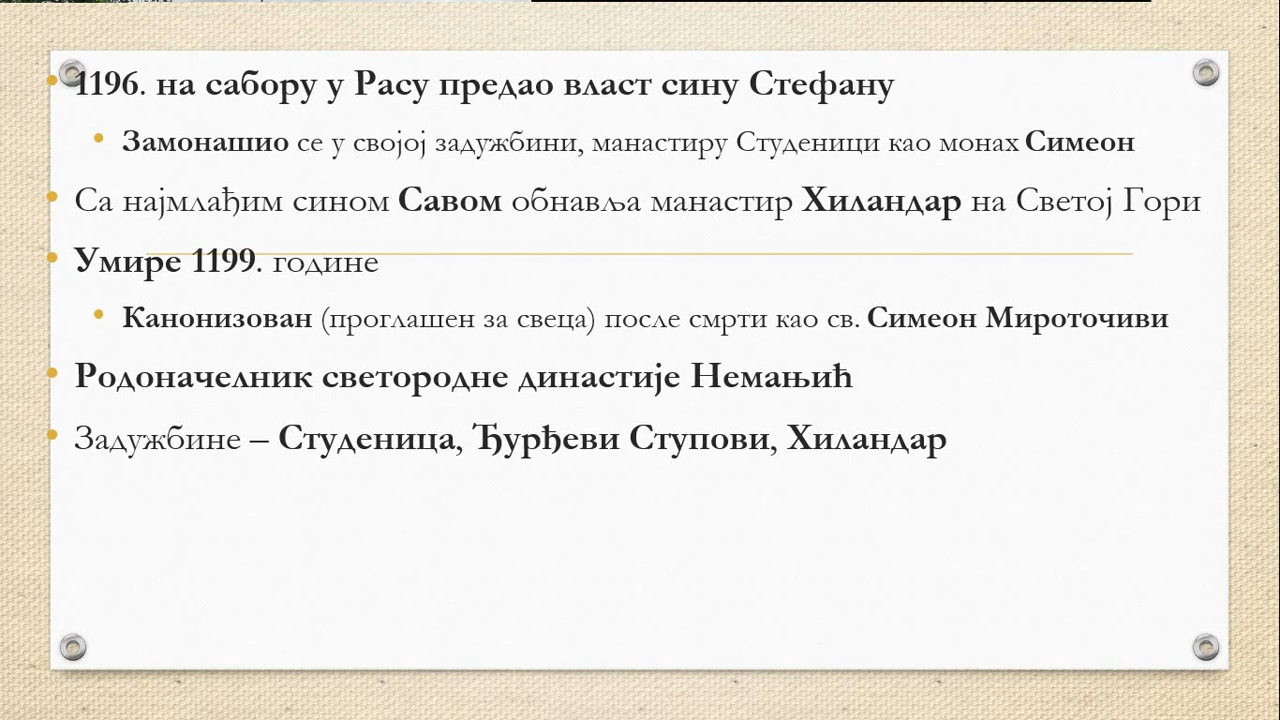 1196. на сабору у Расу предао власт сину Стефану
Замонашио се у својој задужбини, манастиру Студеници као монах Симеон
Са најмлађим сином Савом обнавља манастир Хиландар на Светој Гори
Умире 1199. године
Канонизован (проглашен за свеца) после смрти као св. Симеон Мироточиви
Родоначелник светородне династије Немањић
Задужбине – Студеница, Ђурђеви Ступови, Хиландар